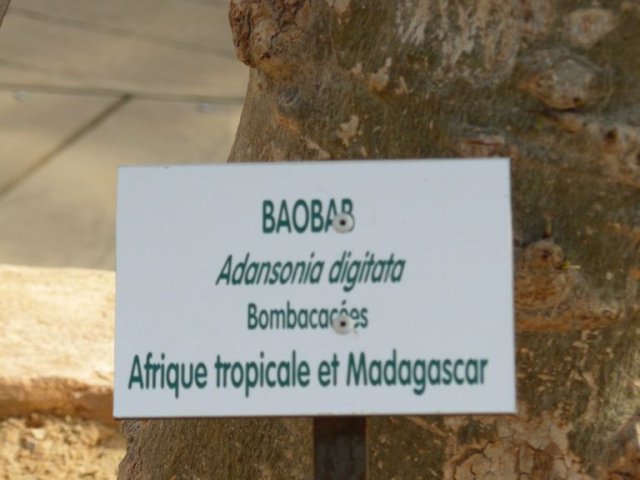 BAOBAB
Adansonia digitata
Bombacacées
Afrique tropicale et Madagascar